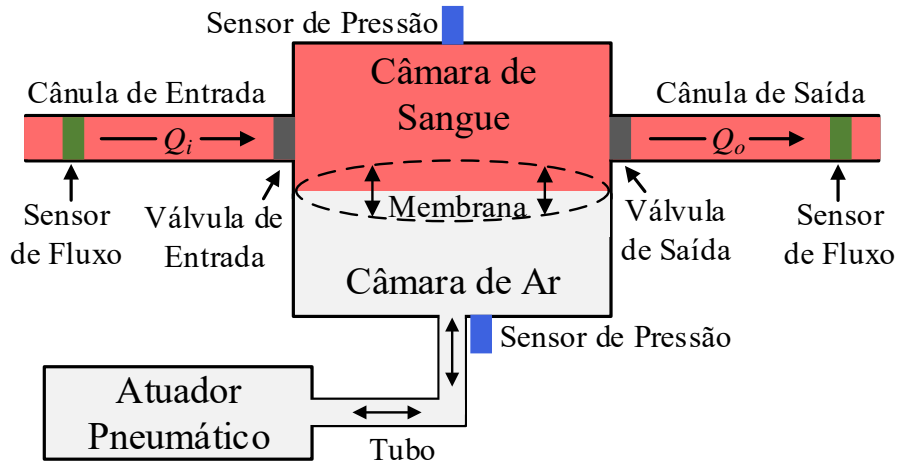 Sensor de Pressão
Câmara de
Sangue
Cânula de Entrada
Cânula de Saída
Qi
Qo
Sensor
de Fluxo
Válvula de
Entrada
Membrana
Válvula
de Saída
Sensor
de Fluxo
Câmara de Ar
Sensor de Pressão
Atuador
Pneumático
Tubo